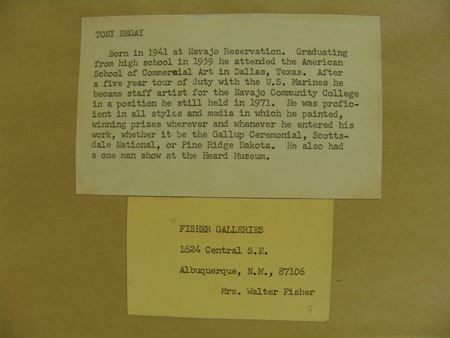 TONY BEGAY
Born in 1941 at Navajo Reservation. Graduating
from high school in 1959 he attended the American
School of Commercial Art in Dallas, Texas. After
a five year tour of duty with the U.S. Marines he
became staff artist for the Navajo Community College
in a position he still held in 1971. He was profic-
ient in all styles and media in which he painted,
winning prizes wherever and whenever he entered his
work, whether it be the Gallup Ceremonial, Scotts-
dale National, or Pine Ridge Dakota. He also had
a one man show at the Heard Museum.
FISHER GALLERIES
1624 Central S.E.
Albuquerque, N.M., 87106
Mrs. Walter Fisher